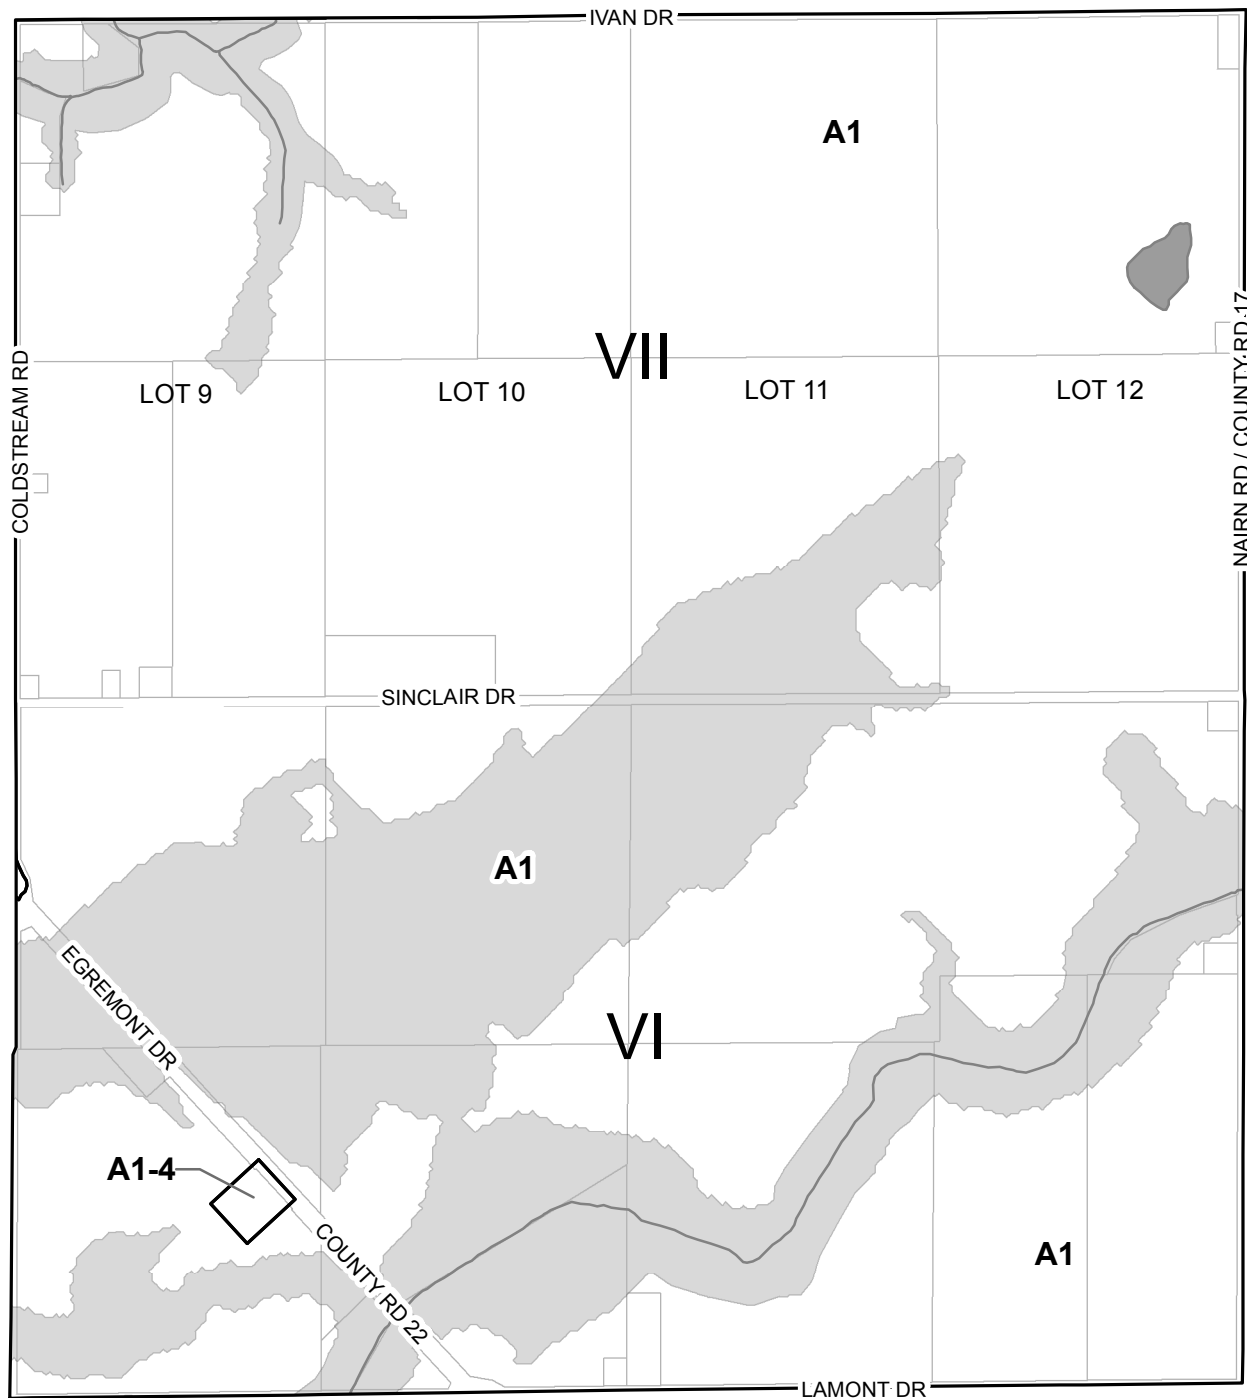 IVAN DR
A1
VII
COLDSTREAM RD
NAIRN RD / COUNTY RD 17
LOT 9
LOT 10
LOT 11
LOT 12
SINCLAIR DR
A1
EGREMONT DR
VI
A1-4
COUNTY RD 22
A1
LAMONT DR